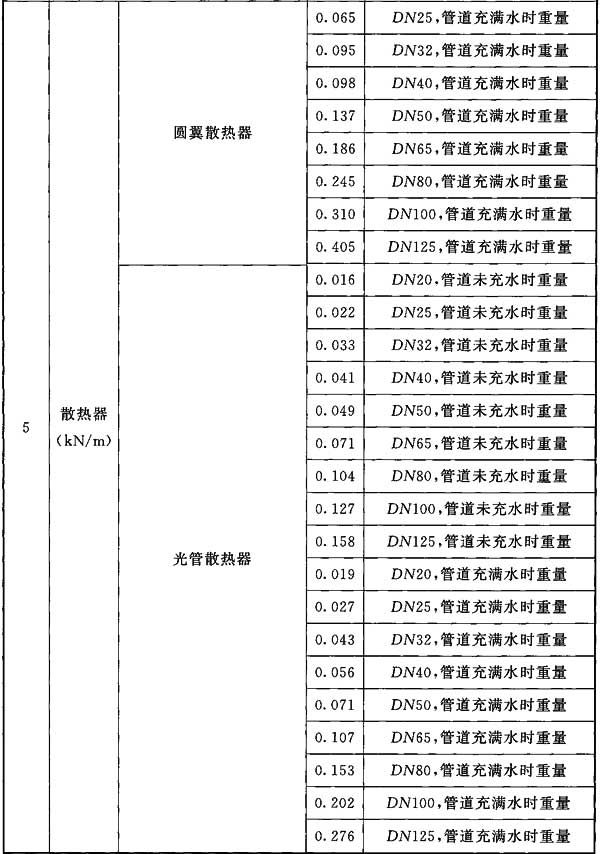 5
散热器
(kN/m)
圆翼散热器
0.065 DN25,管道充满水时重量
0.095 DN32,管道充满水时重量
0.098 DN40,管道充满水时重量
0.137 DN50,管道充满水时重量
0.186 DN65,管道充满水时重量
0.245 DN80,管道充满水时重量
0.310 DN100,管道充满水时重量
0.405 DN125,管道充满水时重量
光管散热器
0.016 DN20,管道未充水时重量
0.022 DN25,管道未充水时重量
0.033 DN32,管道未充水时重量
0.041 DN40,管道未充水时重量
0.049 DN50,管道未充水时重量
0.071 DN65,管道未充水时重量
0.104 DN80,管道未充水时重量
0.127 DN100,管道未充水时重量
0.158 DN125,管道未充水时重量
0.019 DN20,管道充满水时重量
0.027 DN25,管道充满水时重量
0.043 DN32,管道充满水时重量
0.056 DN40,管道充满水时重量
0.071 DN50,管道充满水时重量
0.107 DN65,管道充满水时重量
0.153 DN80,管道充满水时重量
0.202 DN100,管道充满水时重量
0.276 DN125,管道充满水时重量